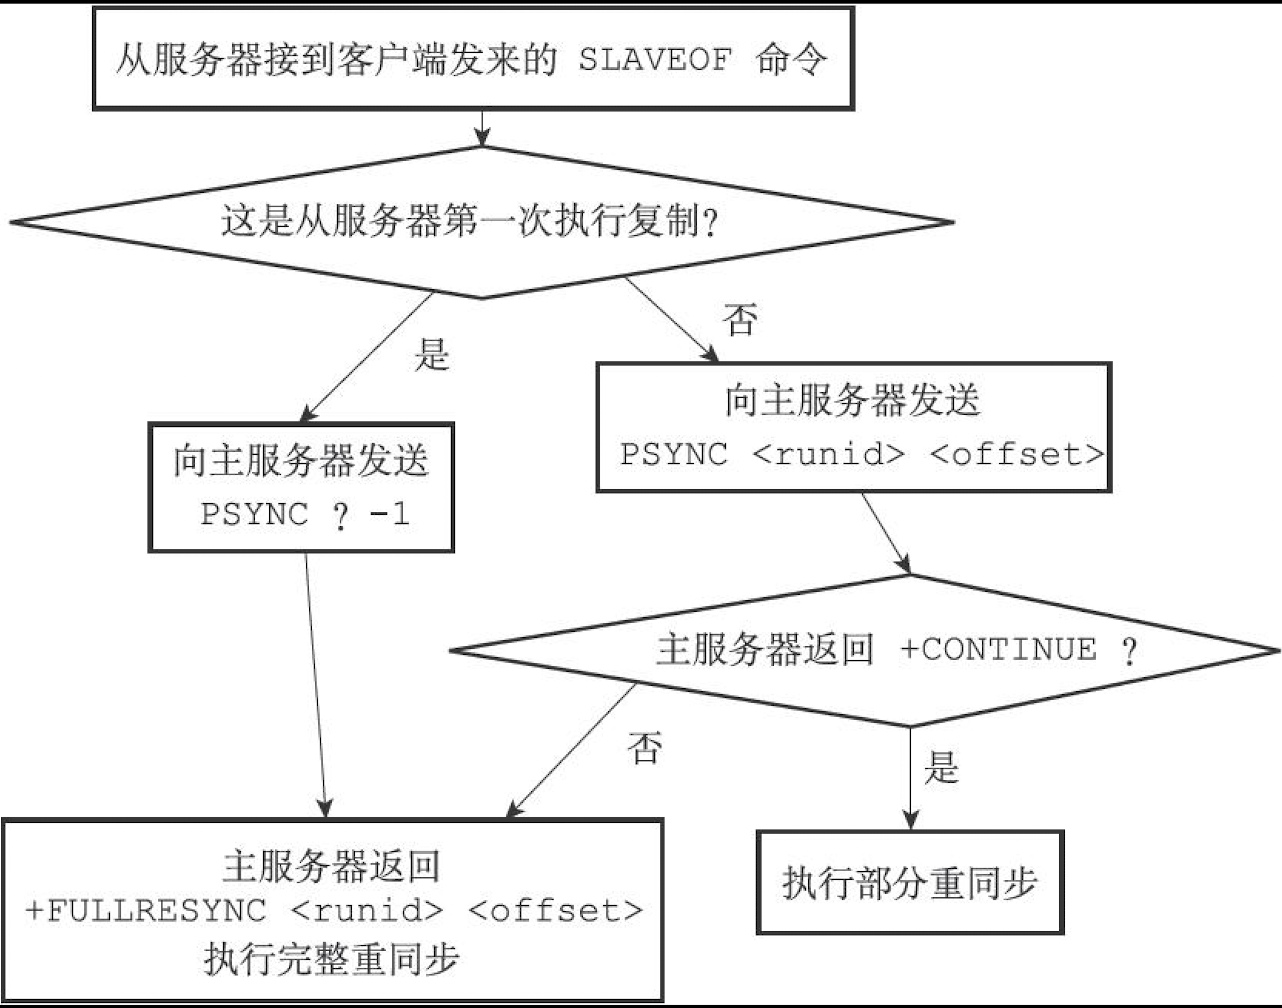 从服务器接到客户端发来的 SLAVEOF 命令
这是从服务器第一次执行复制?
否
是
向主服务器发送
PSYNC <runid> <offset>
向主服务器发送
PSYNC ? -1
主服务器返回 +CONTINUE ?
否
是
主服务器返回
+FULLRESYNC <runid> <offset>
执行完整重同步
执行部分重同步